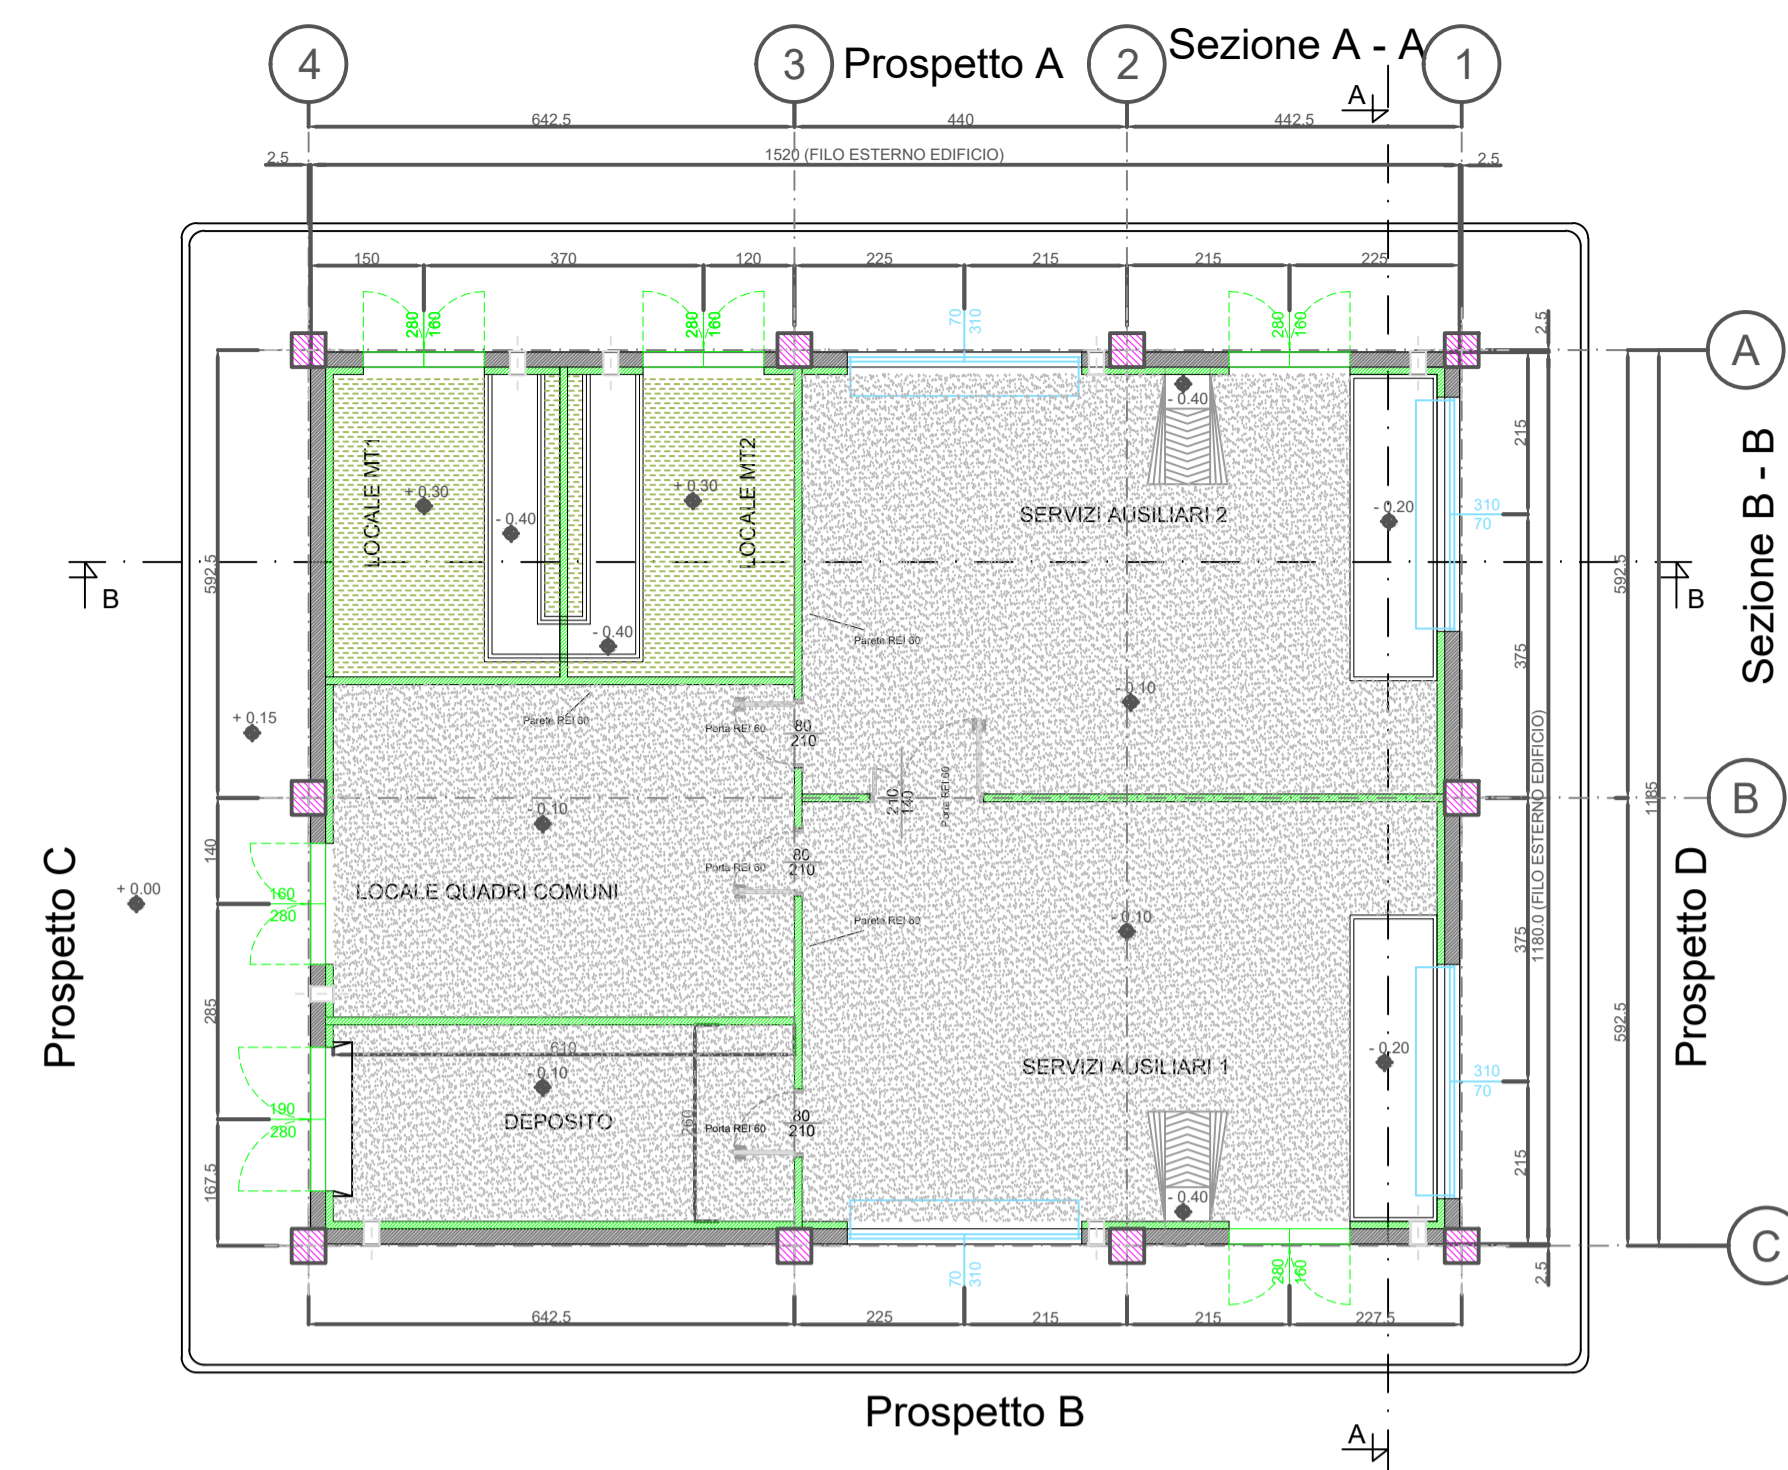 4
3
Prospetto A
2
Sezione A - A
1
A
642.5
440
442.5
2.5
1520 (FILO ESTERNO EDIFICIO)
2.5
150
370
120
225
215
215
225
280
160
280
160
70
310
280
160
2.5
A
- 0.40
LOCALE MT1
+ 0.30
- 0.40
+ 0.30
LOCALE MT2
SERVIZI AUSILIARI 2
- 0.20
310
70
215
Sezione B - B
B
592.5
592.5
B
- 0.40
Parete REI 60
375
Parete REI 60
- 0.10
+ 0.15
Porta REI 60
80
210
210
140
Porta REI 60
1180.0 (FILO ESTERNO EDIFICIO)
1185
B
- 0.10
140
Prospetto C
+ 0.00
160
280
LOCALE QUADRI COMUNI
Porta REI 60
80
210
Parete REI 60
- 0.10
375
Prospetto D
285
610
- 0.10
592.5
- 0.20
SERVIZI AUSILIARI 1
310
70
190
280
DEPOSITO
260
Porta REI 60
80
210
215
167.5
- 0.40
C
70
310
280
160
2.5
642.5
225
215
215
227.5
Prospetto B
A